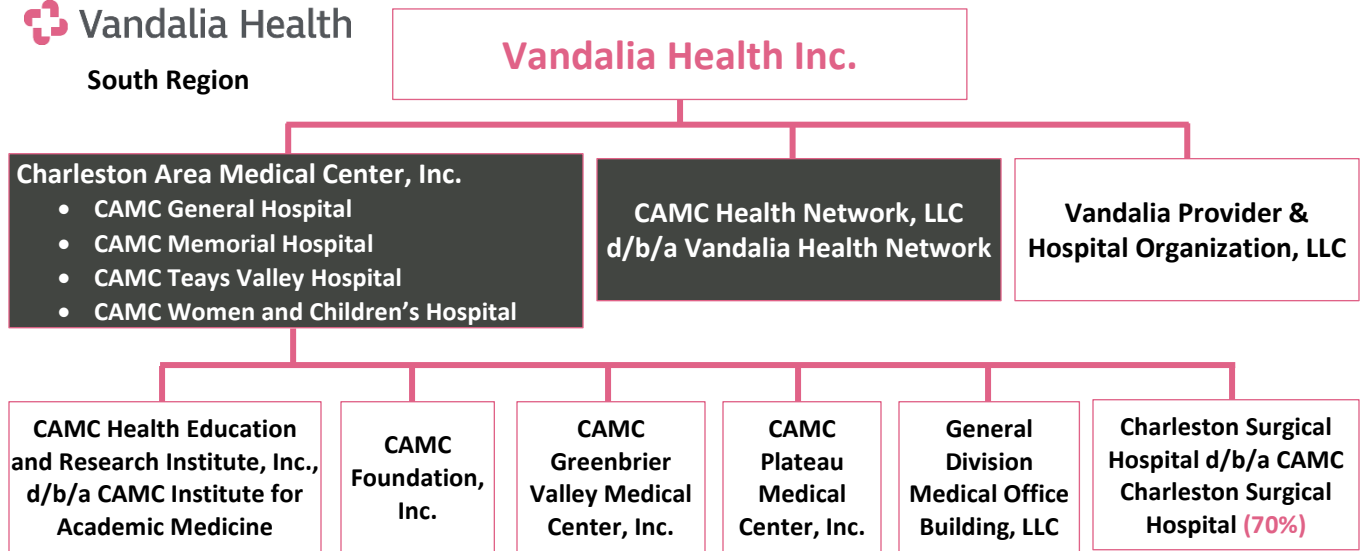 Vandalia Health
South Region
Vandalia Health Inc.
Charleston Area Medical Center, Inc.
• CAMC General Hospital
• CAMC Memorial Hospital
• CAMC Teays Valley Hospital
• CAMC Women and Children’s Hospital
CAMC Health Network, LLC
d/b/a Vandalia Health Network
Vandalia Provider &
Hospital Organization, LLC
CAMC Health Education
and Research Institute, Inc.,
d/b/a CAMC Institute for
Academic Medicine
CAMC
Foundation,
Inc.
CAMC
Greenbrier
Valley Medical
Center, Inc.
CAMC
Plateau
Medical
Center, Inc.
General
Division
Medical Office
Building, LLC
Charleston Surgical
Hospital d/b/a CAMC
Charleston Surgical
Hospital (70%)